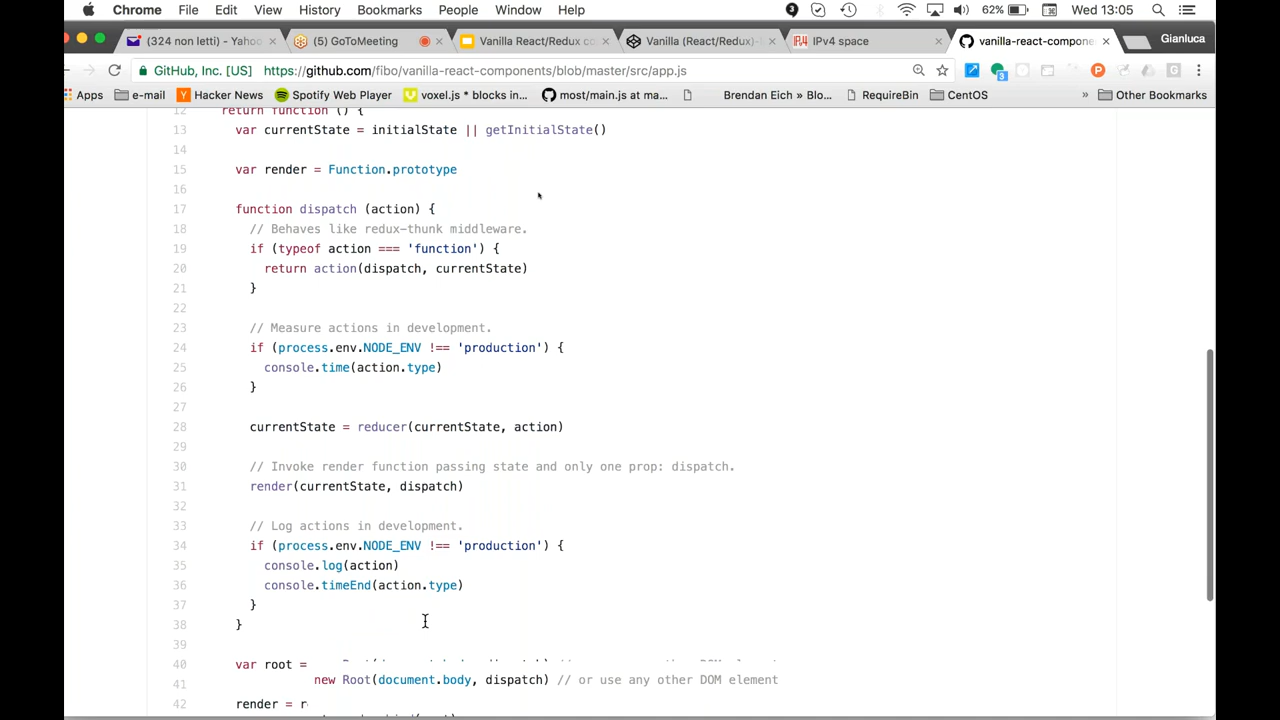 Chrome File Edit View History Bookmarks People Window Help 3 62% Wed 13:05
(324 non letti) - Yahoo (5) GoToMeeting Vanilla React/Redux co Vanilla (React/Redux) IPv4 space vanilla-react-compone Gianluca
GitHub, Inc. [US] https://github.com/fibo/vanilla-react-components/blob/master/src/app.js 3
Apps e-mail Hacker News Spotify Web Player voxel.js * block in... most/main.js at ma... Brendan Eich » Blo... RequireBin CentOS » Other Bookmarks
12 return function () {
13 var currentState = initialState || getInitialState()
14
15 var render = Function.prototype
16
17 function dispatch (action) {
18 // Behaves like redux-thunk middleware.
19 if (typeof action === 'function') {
20 return action(dispatch, currentState)
21 }
22
23 // Measure actions in development.
24 if (process.env.NODE_ENV !== 'production') {
25 console.time(action.type)
26 }
27
28 currentState = reducer(currentState, action)
29
30 // Invoke render function passing state and only one prop: dispatch.
31 render(currentState, dispatch)
32
33 // Log actions in development.
34 if (process.env.NODE_ENV !== 'production') {
35 console.log(action)
36 console.timeEnd(action.type)
37 }
38 }
39
40 var root =
41 new Root(document.body, dispatch) // or use any other DOM element
42 render = r